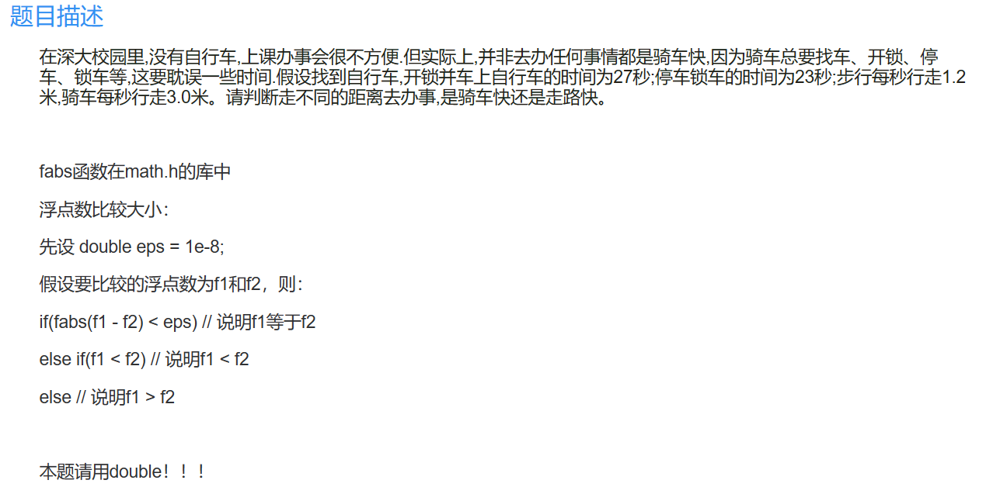 题目描述
在深大校园里,没有自行车,上课办事会很不方便.但实际上,并非去办任何事情都是骑车快,因为骑车总要找车、开锁、停
车、锁车等,这要耽误一些时间.假设找到自行车,开锁并车上自行车的时间为27秒;停车锁车的时间为23秒;步行每秒行走1.2
米,骑车每秒行走3.0米。请判断走不同的距离去办事,是骑车快还是走路快。
fabs函数在math.h的库中
浮点数比较大小：
先设 double eps = 1e-8;
假设要比较的浮点数为f1和f2，则：
if(fabs(f1 - f2) < eps) // 说明f1等于f2
else if(f1 < f2) // 说明f1 < f2
else // 说明f1 > f2
本题请用double！！！